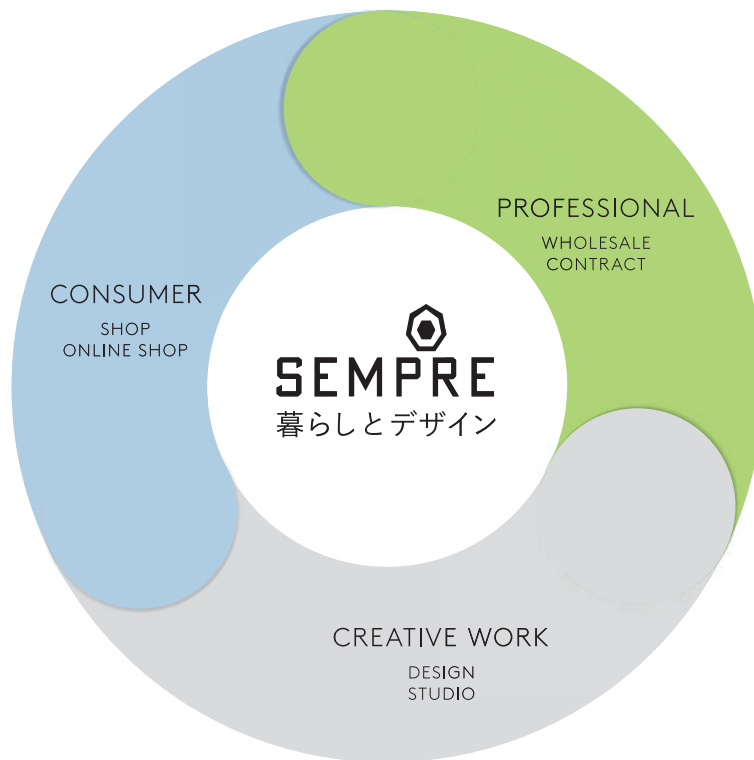 PROFESSIONAL
WHOLESALE
CONTRACT
CONSUMER
SHOP
ONLINE SHOP
SEMPRE
暮らしとデザイン
CREATIVE WORK
DESIGN
STUDIO